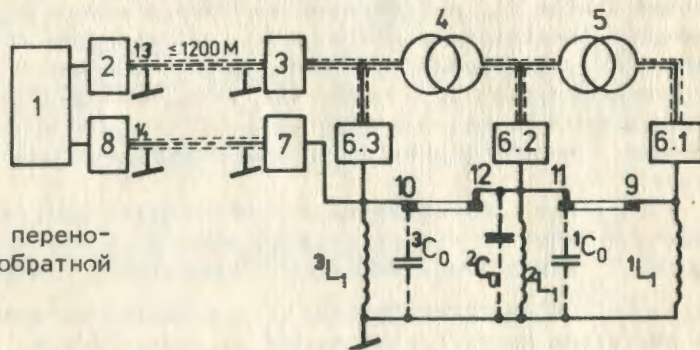 4 5
2 13 ≤1200 м 3
1
8 14 7 6.3 6.2 6.1
10 12 11 9
перено-
обратной
³L₁ ³C₀ ²C₀ ²L₁ ¹C₀ ¹L₁